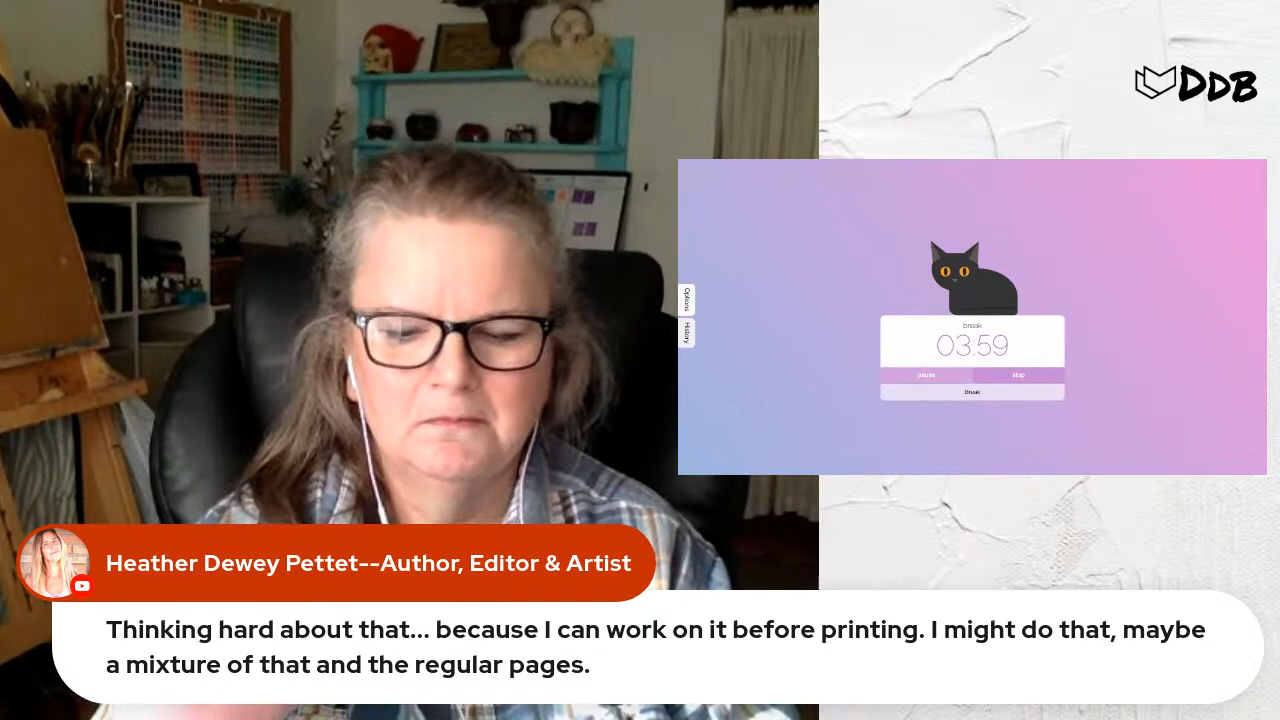 DDB
Options
History
break
03:59
pause
stop
Break
Heather Dewey Pettet--Author, Editor & Artist
Thinking hard about that... because I can work on it before printing. I might do that, maybe
a mixture of that and the regular pages.